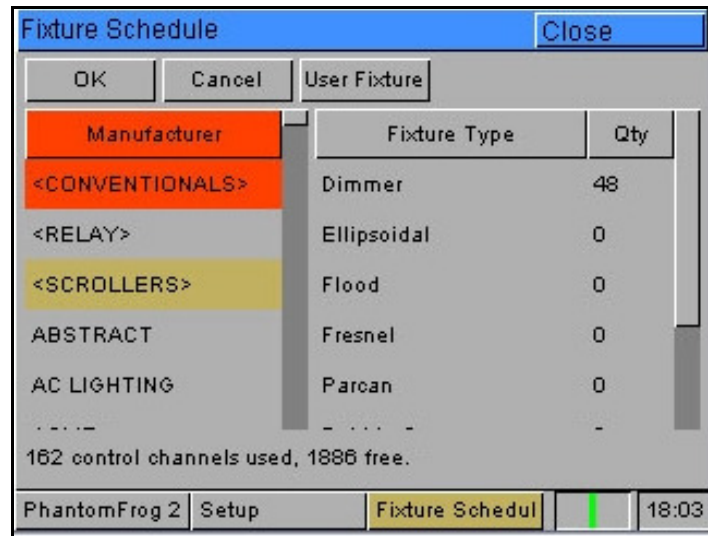 Fixture Schedule Close
OK Cancel User Fixture
Manufacturer Fixture Type Qty
<CONVENTIONALS> Dimmer 48
<RELAY> Ellipsoidal 0
<SCROLLERS> Flood 0
ABSTRACT Fresnel 0
AC LIGHTING Parcan 0
162 control channels used, 1886 free.
PhantomFrog 2 Setup Fixture Schedul 18:03